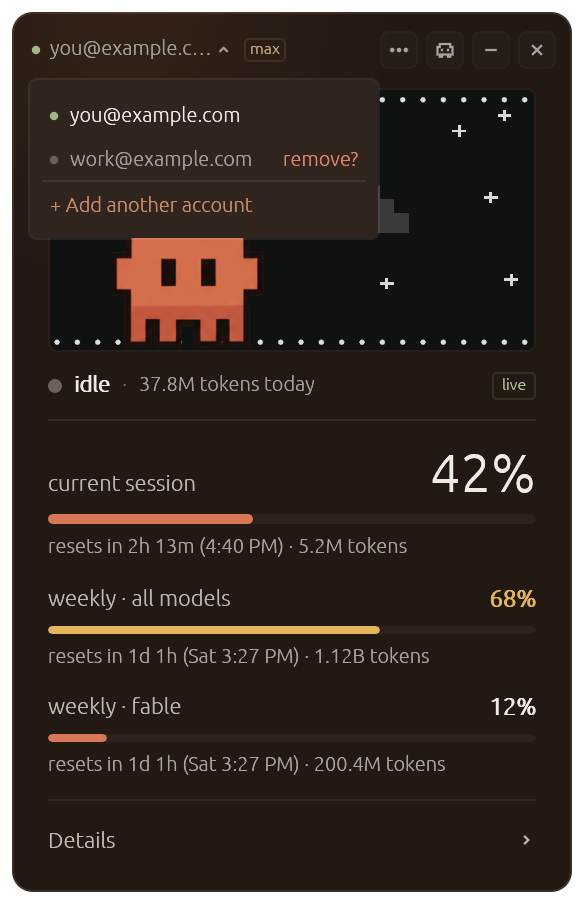 you@example.c... max
you@example.com
work@example.com remove?
+ Add another account
idle · 37.8M tokens today live
current session 42%
resets in 2h 13m (4:40 PM) · 5.2M tokens
weekly · all models 68%
resets in 1d 1h (Sat 3:27 PM) · 1.12B tokens
weekly · fable 12%
resets in 1d 1h (Sat 3:27 PM) · 200.4M tokens
Details